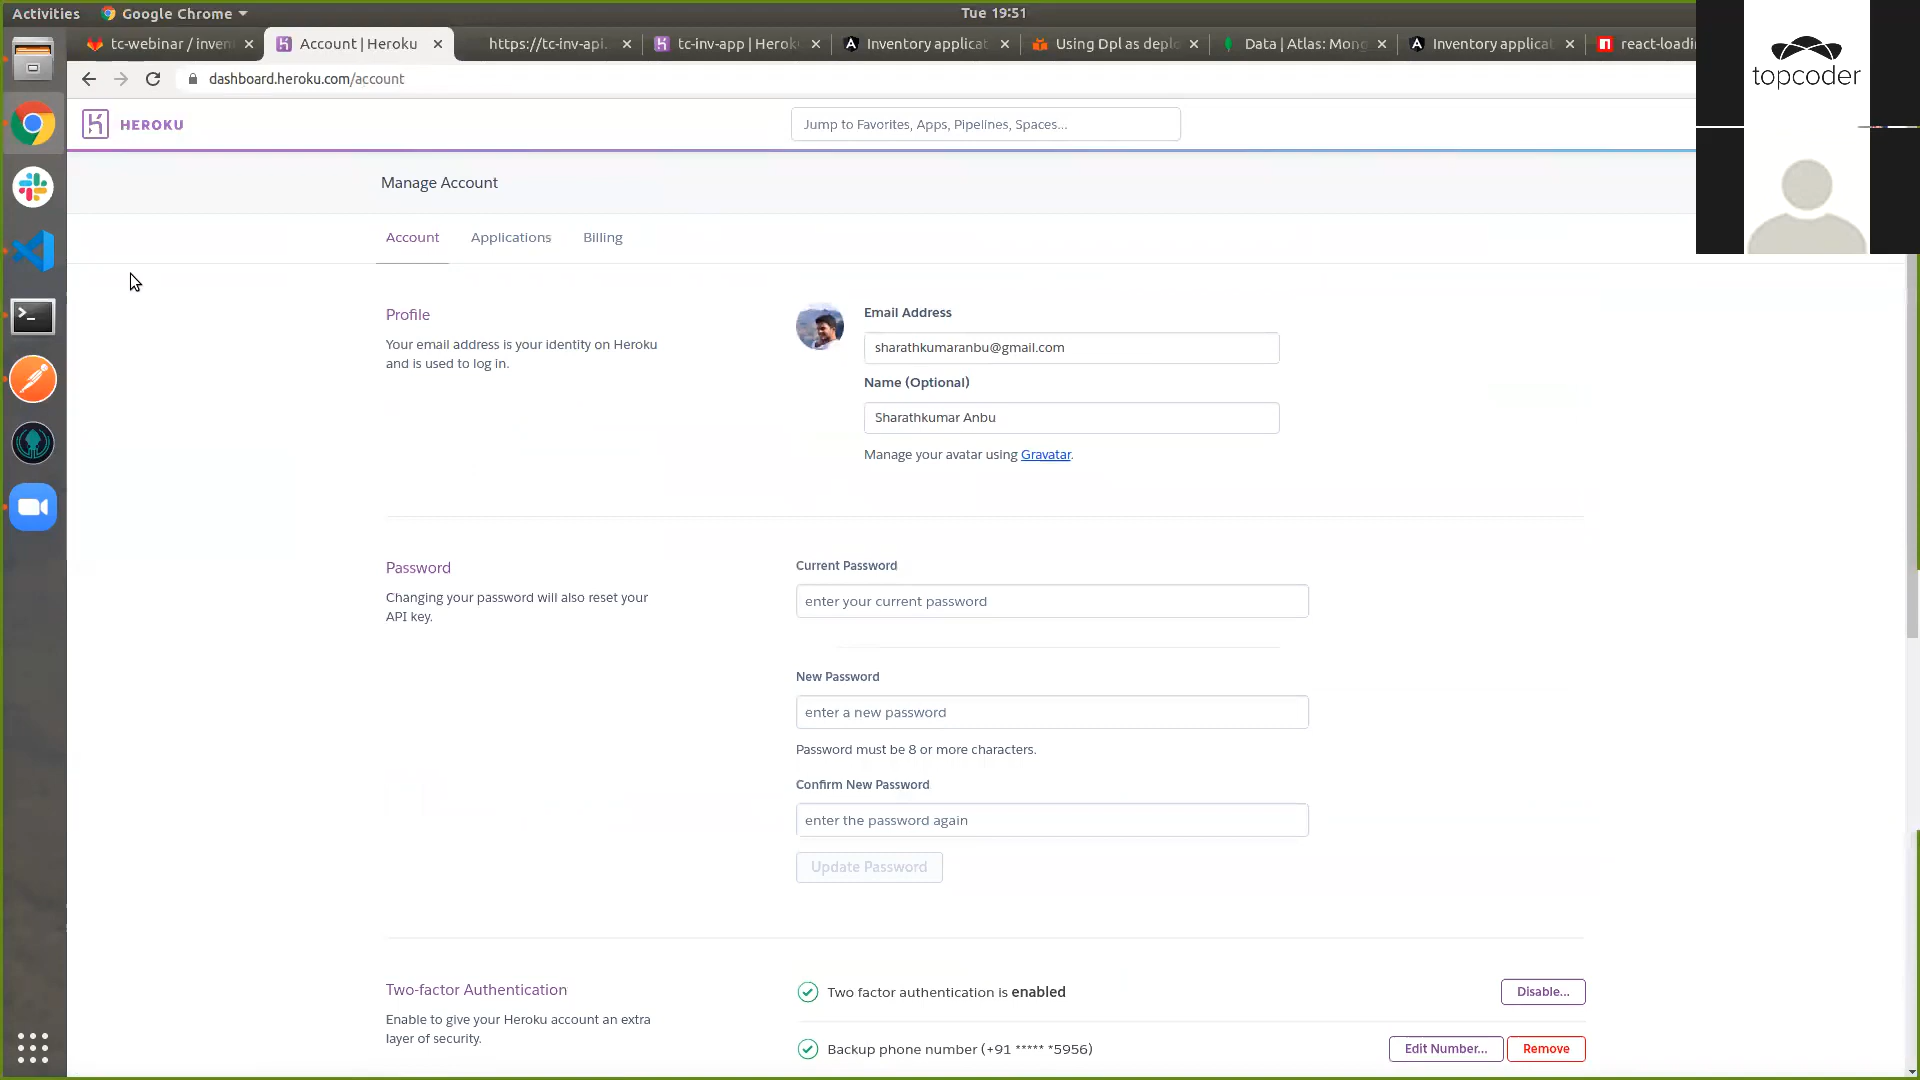 Activities
Google Chrome
Tue 19:51
tc-webinar / inven
Account | Heroku
https://tc-inv-api.
tc-inv-app | Heroku
Inventory applicat
Using Dpl as deplo
Data | Atlas: Mong
Inventory applicat
react-loadi
dashboard.heroku.com/account
topcoder
HEROKU
Jump to Favorites, Apps, Pipelines, Spaces...
Manage Account
Account
Applications
Billing
Profile
Your email address is your identity on Heroku
and is used to log in.
Email Address
sharathkumaranbu@gmail.com
Name (Optional)
Sharathkumar Anbu
Manage your avatar using Gravatar.
Password
Changing your password will also reset your
API key.
Current Password
enter your current password
New Password
enter a new password
Password must be 8 or more characters.
Confirm New Password
enter the password again
Update Password
Two-factor Authentication
Enable to give your Heroku account an extra
layer of security.
Two factor authentication is enabled
Disable...
Backup phone number (+91 ***** *5956)
Edit Number...
Remove